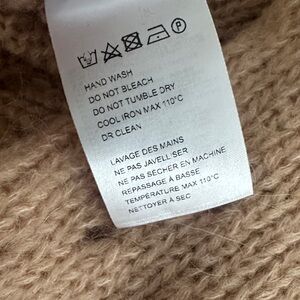 HAND WASH
DO NOT BLEACH
DO NOT TUMBLE DRY
COOL IRON MAX 110°C
DR CLEAN
LAVAGE DES MAINS
NE PAS JAVELLISER
NE PAS SECHER EN MACHINE
REPASSAGE À BASSE
TEMPÉRATURE MAX 110°C
NETTOYER À SEC